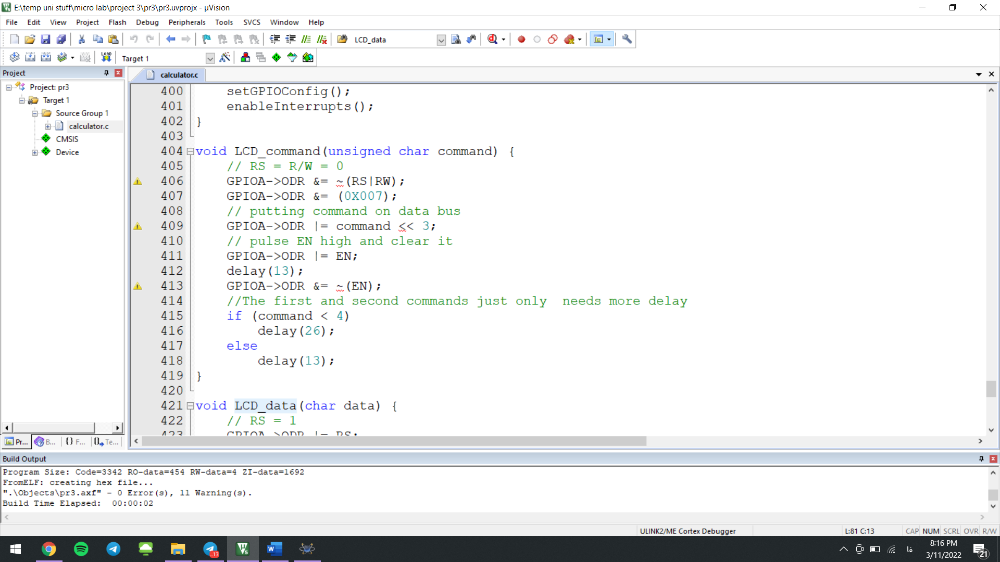 E:\temp uni stuff\micro lab\project 3\pr3\pr3.uvprojx - µVision
File Edit View Project Flash Debug Peripherals Tools SVCS Window Help
LCD_data
LOAD Target 1
Project
calculator.c
Project: pr3
Target 1
Source Group 1
calculator.c
CMSIS
Device
400 setGPIOConfig();
401 enableInterrupts();
402 }
403
404 void LCD_command(unsigned char command) {
405 // RS = R/W = 0
406 GPIOA->ODR &= ~(RS|RW);
407 GPIOA->ODR &= (0X007);
408 // putting command on data bus
409 GPIOA->ODR |= command << 3;
410 // pulse EN high and clear it
411 GPIOA->ODR |= EN;
412 delay(13);
413 GPIOA->ODR &= ~(EN);
414 //The first and second commands just only  needs more delay
415 if (command < 4)
416 delay(26);
417 else
418 delay(13);
419 }
420
421 void LCD_data(char data) {
422 // RS = 1
423 GPIOA->ODR |= RS;
Pr... B... {} F... Te...
Build Output
Program Size: Code=3342 RO-data=454 RW-data=4 ZI-data=1692
FromELF: creating hex file...
".\Objects\pr3.axf" - 0 Error(s), 11 Warning(s).
Build Time Elapsed:  00:00:02
ULINK2/ME Cortex Debugger L:81 C:13 CAP NUM SCRL OVR R/W
..13
فا
8:16 PM
3/11/2022
21